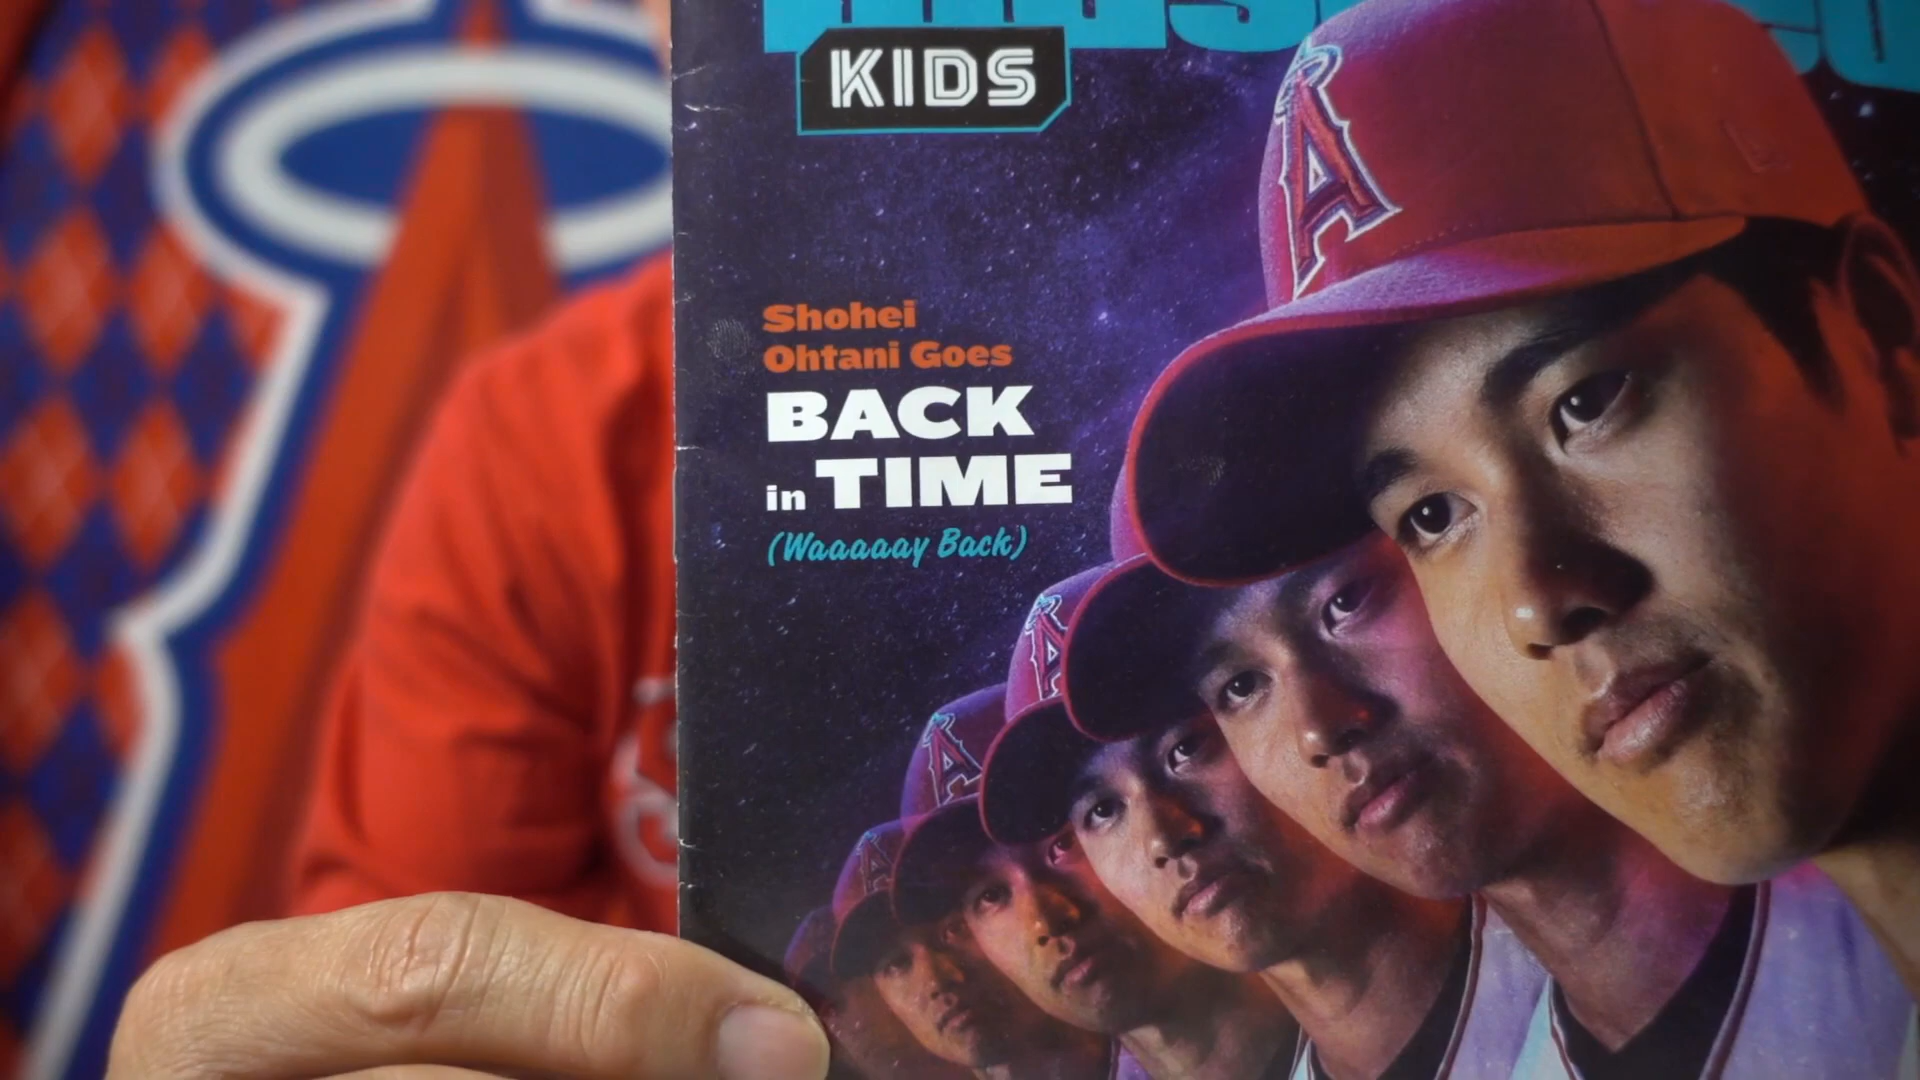 KIDS
Shohei
Ohtani Goes
BACK
in TIME
(Waaaaay Back)
A
A
A
A